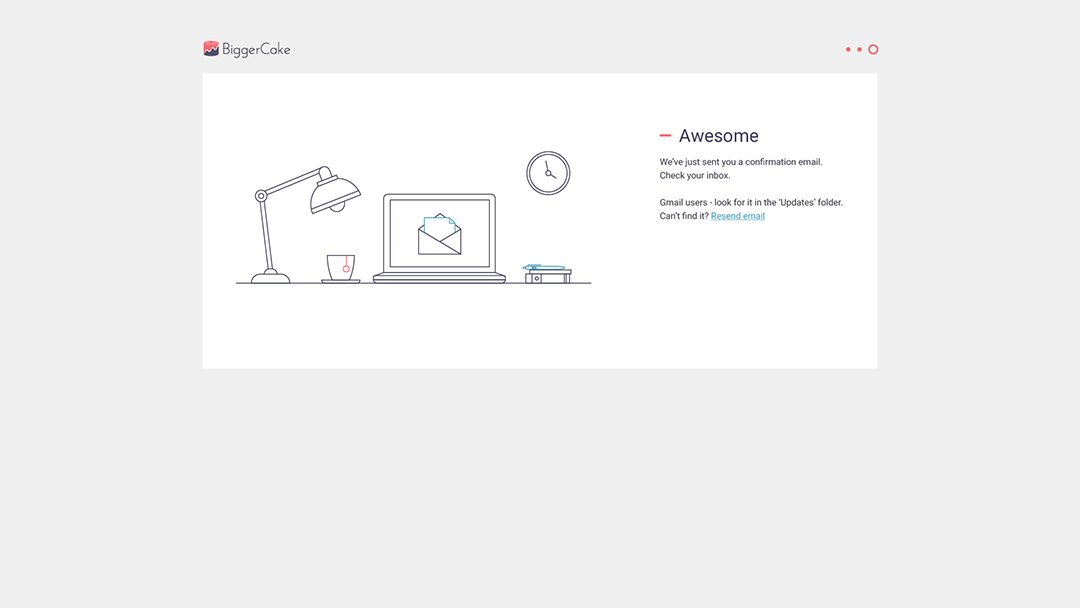 BiggerCake
Awesome
We've just sent you a confirmation email.
Check your inbox.
Gmail users - look for it in the 'Updates' folder.
Can't find it? Resend email